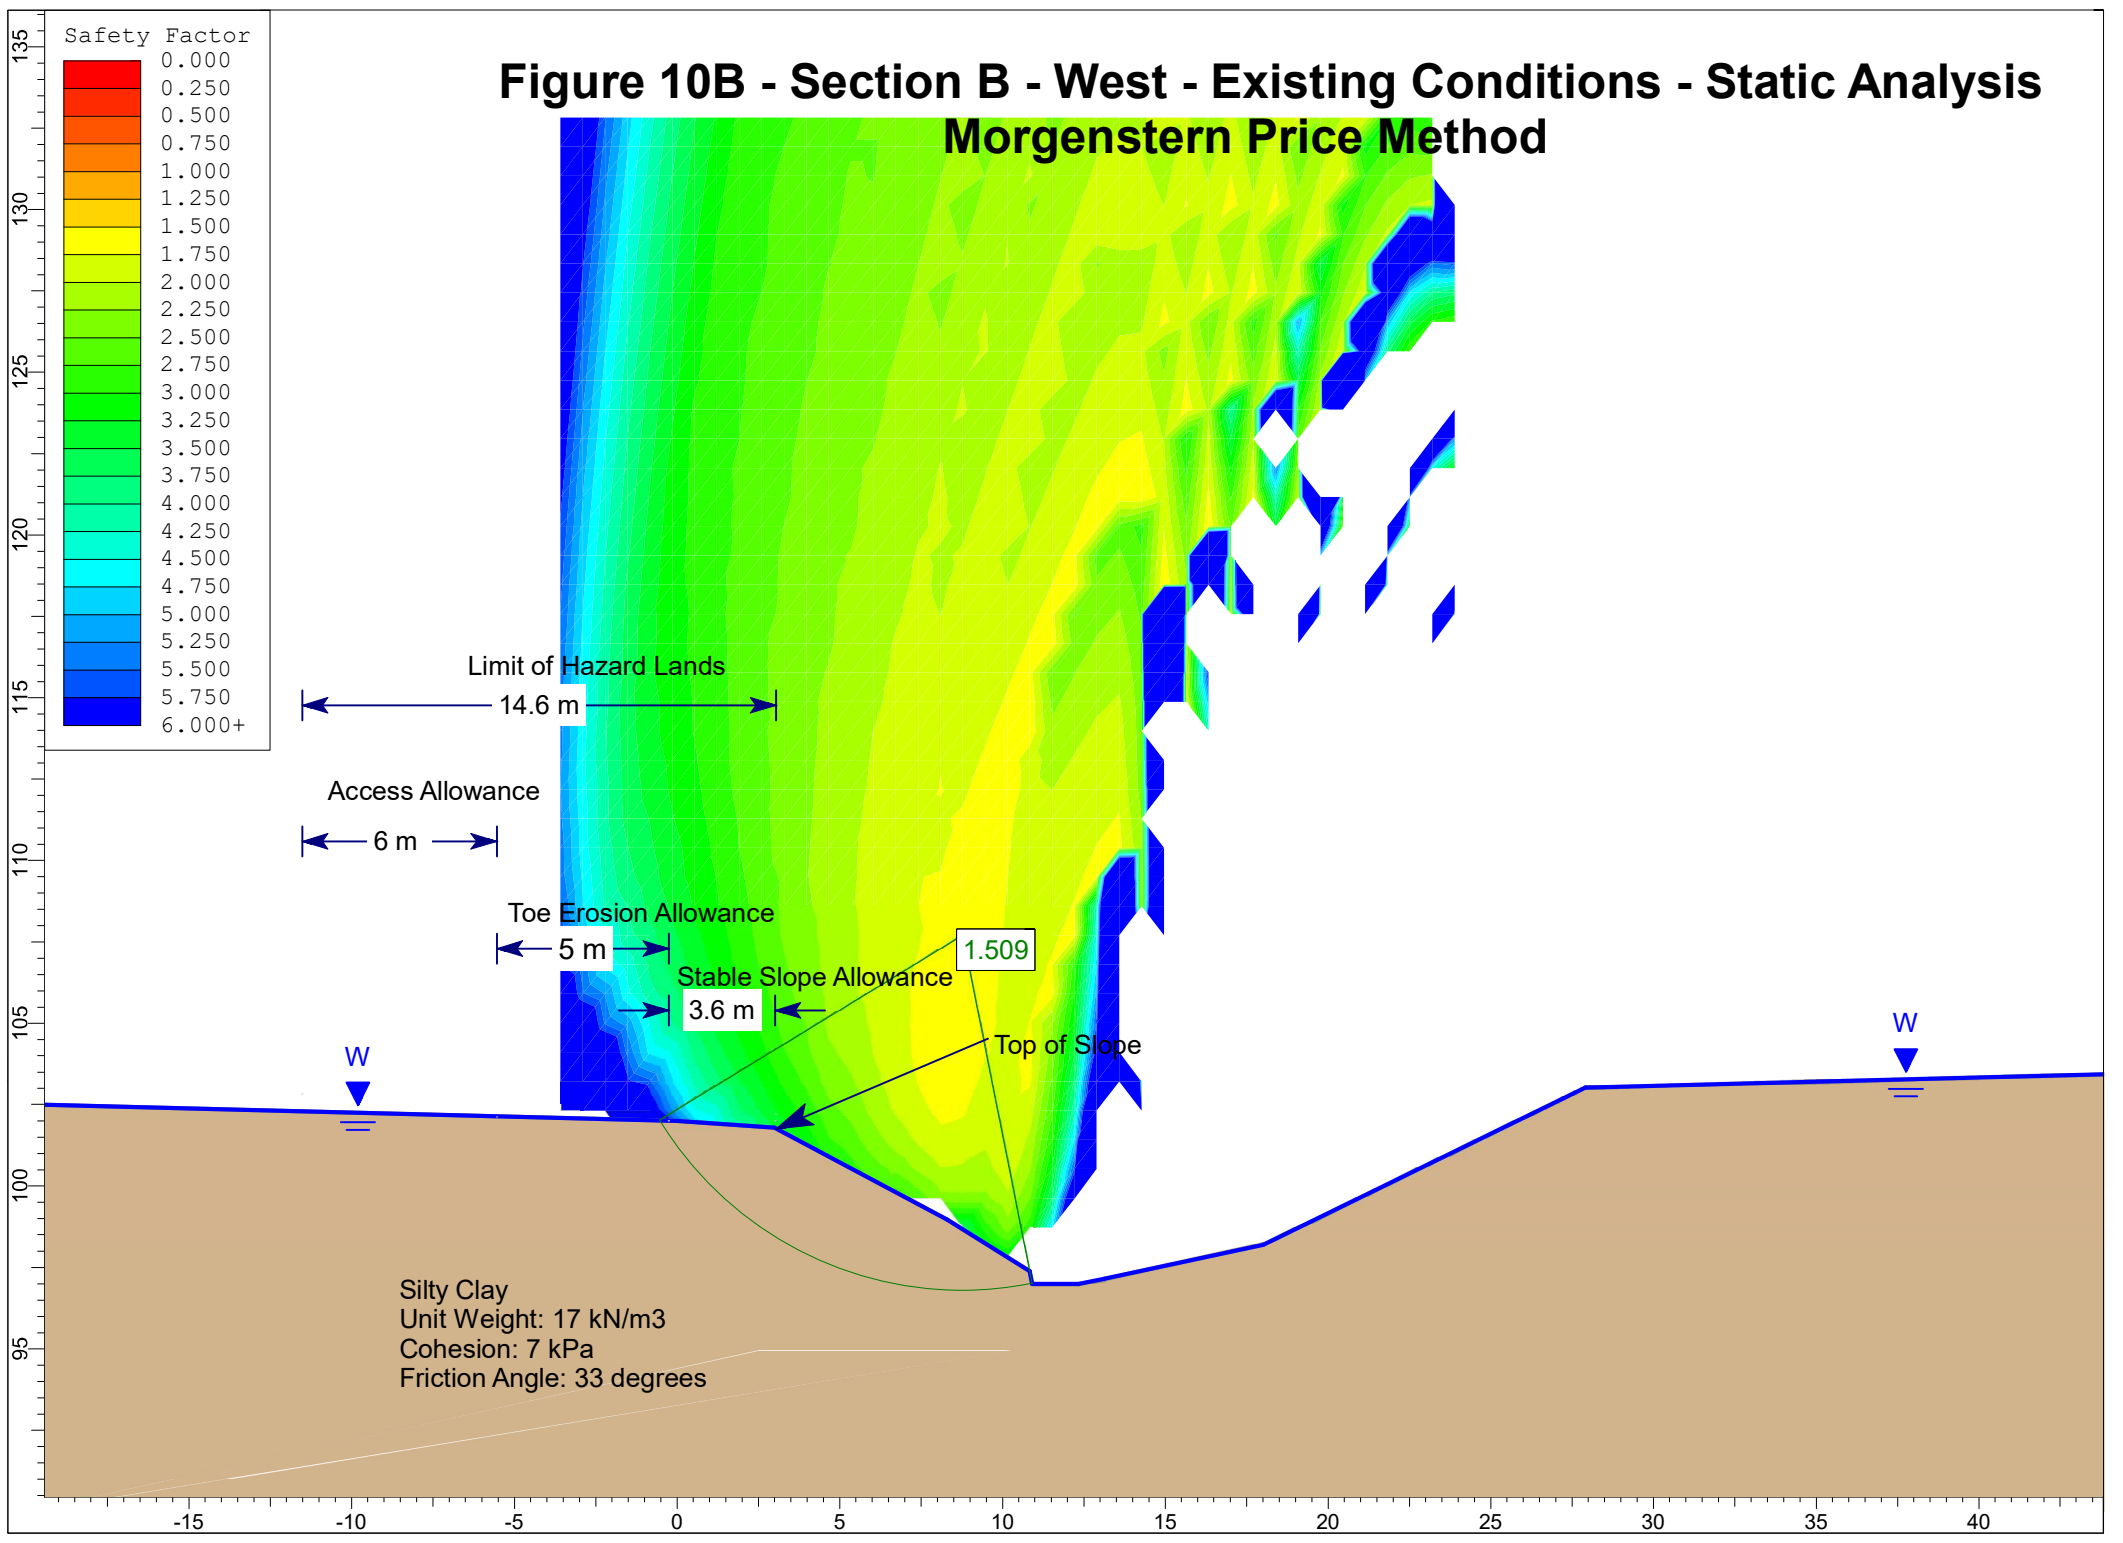 Figure 10B - Section B - West - Existing Conditions - Static Analysis
Morgenstern Price Method
Safety Factor
0.000
0.250
0.500
0.750
1.000
1.250
1.500
1.750
2.000
2.250
2.500
2.750
3.000
3.250
3.500
3.750
4.000
4.250
4.500
4.750
5.000
5.250
5.500
5.750
6.000+
135
130
125
120
115
110
105
100
95
Limit of Hazard Lands
14.6 m
Access Allowance
6 m
Toe Erosion Allowance
5 m
1.509
Stable Slope Allowance
3.6 m
Top of Slope
W
W
Silty Clay
Unit Weight: 17 kN/m3
Cohesion: 7 kPa
Friction Angle: 33 degrees
-15 -10 -5 0 5 10 15 20 25 30 35 40